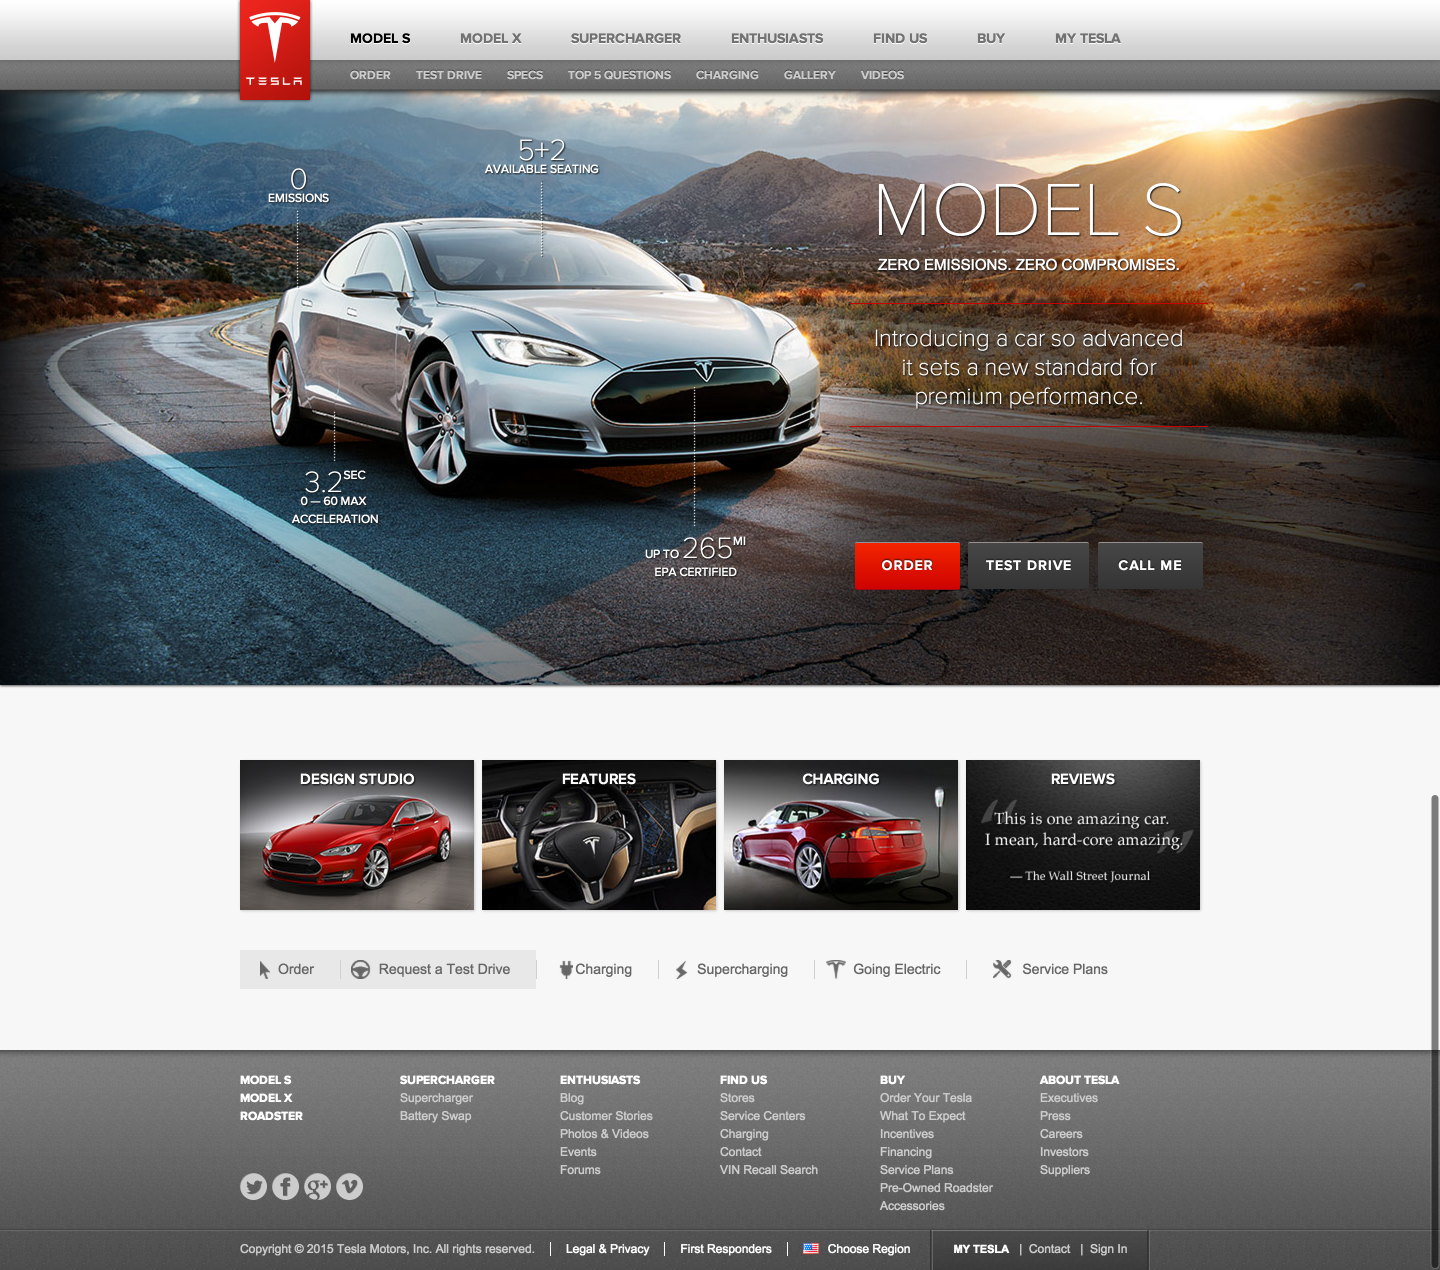 TESLA
MODEL S MODEL X SUPERCHARGER ENTHUSIASTS FIND US BUY MY TESLA
ORDER TEST DRIVE SPECS TOP 5 QUESTIONS CHARGING GALLERY VIDEOS
5+2
AVAILABLE SEATING
0
EMISSIONS
MODEL S
ZERO EMISSIONS. ZERO COMPROMISES.
Introducing a car so advanced
it sets a new standard for
premium performance.
3.2 SEC
0 — 60 MAX
ACCELERATION
UP TO 265 MI
EPA CERTIFIED
ORDER TEST DRIVE CALL ME
DESIGN STUDIO FEATURES CHARGING REVIEWS
“This is one amazing car.
I mean, hard-core amazing.”
— The Wall Street Journal
Order Request a Test Drive Charging Supercharging Going Electric Service Plans
MODEL S
MODEL X
ROADSTER
SUPERCHARGER
Supercharger
Battery Swap
ENTHUSIASTS
Blog
Customer Stories
Photos & Videos
Events
Forums
FIND US
Stores
Service Centers
Charging
Contact
VIN Recall Search
BUY
Order Your Tesla
What To Expect
Incentives
Financing
Service Plans
Pre-Owned Roadster
Accessories
ABOUT TESLA
Executives
Press
Careers
Investors
Suppliers
Copyright © 2015 Tesla Motors, Inc. All rights reserved. | Legal & Privacy | First Responders | Choose Region MY TESLA | Contact | Sign In